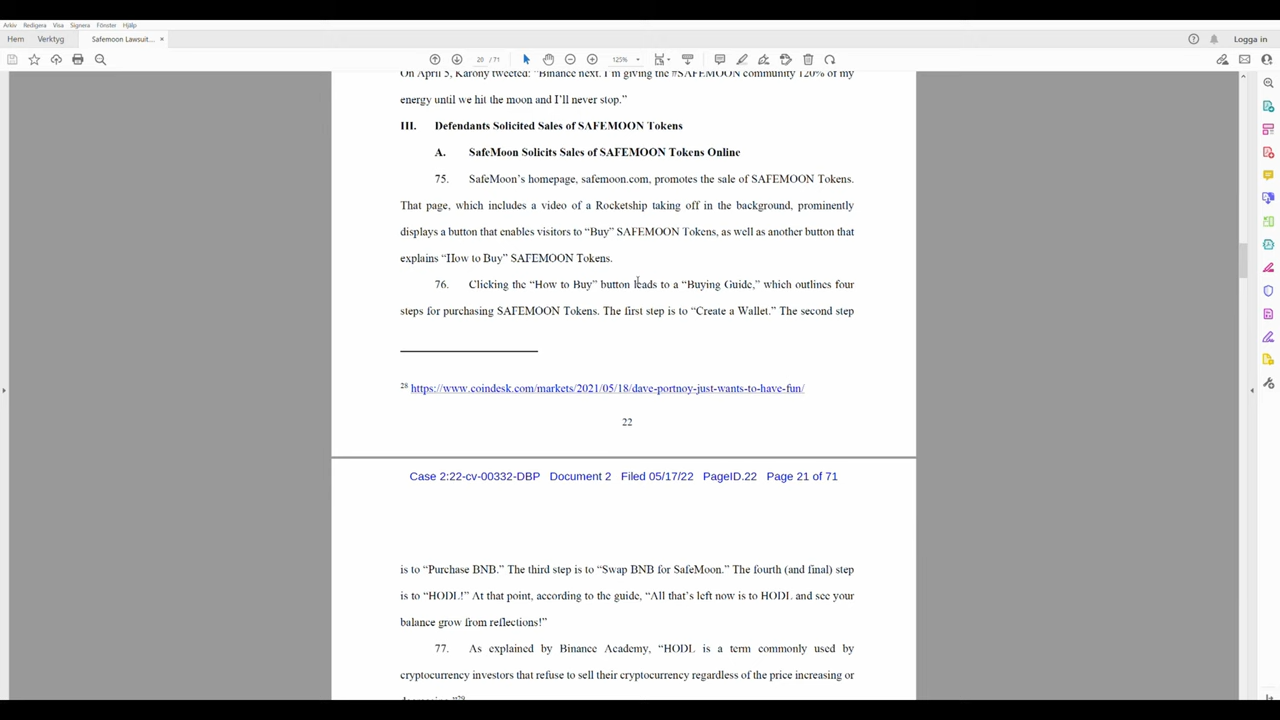 Arkiv Redigera Visa Signera Fönster Hjälp
Hem Verktyg Safemoon Lawsuit... × Logga in
20 / 71 125%
On April 5, Karony tweeted: “Binance next. I’m giving the #SAFEMOON community 120% of my
energy until we hit the moon and I’ll never stop.”
III. Defendants Solicited Sales of SAFEMOON Tokens
A. SafeMoon Solicits Sales of SAFEMOON Tokens Online
75. SafeMoon’s homepage, safemoon.com, promotes the sale of SAFEMOON Tokens.
That page, which includes a video of a Rocketship taking off in the background, prominently
displays a button that enables visitors to “Buy” SAFEMOON Tokens, as well as another button that
explains “How to Buy” SAFEMOON Tokens.
76. Clicking the “How to Buy” button leads to a “Buying Guide,” which outlines four
steps for purchasing SAFEMOON Tokens. The first step is to “Create a Wallet.” The second step
28 https://www.coindesk.com/markets/2021/05/18/dave-portnoy-just-wants-to-have-fun/
22
Case 2:22-cv-00332-DBP Document 2 Filed 05/17/22 PageID.22 Page 21 of 71
is to “Purchase BNB.” The third step is to “Swap BNB for SafeMoon.” The fourth (and final) step
is to “HODL!” At that point, according to the guide, “All that’s left now is to HODL and see your
balance grow from reflections!”
77. As explained by Binance Academy, “HODL is a term commonly used by
cryptocurrency investors that refuse to sell their cryptocurrency regardless of the price increasing or